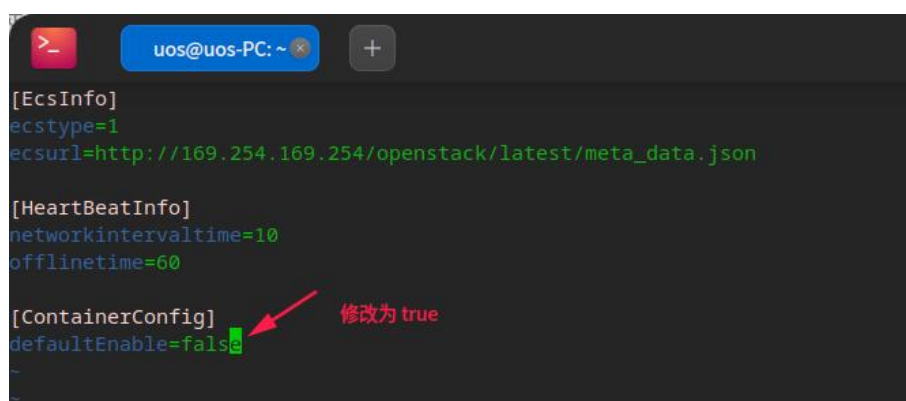 >_
uos@uos-PC: ~
+
[EcsInfo]
ecstype=1
ecsurl=http://169.254.169.254/openstack/latest/meta_data.json
[HeartBeatInfo]
networkintervaltime=10
offlinetime=60
[ContainerConfig]
修改为 true
defaultEnable=false
~
~